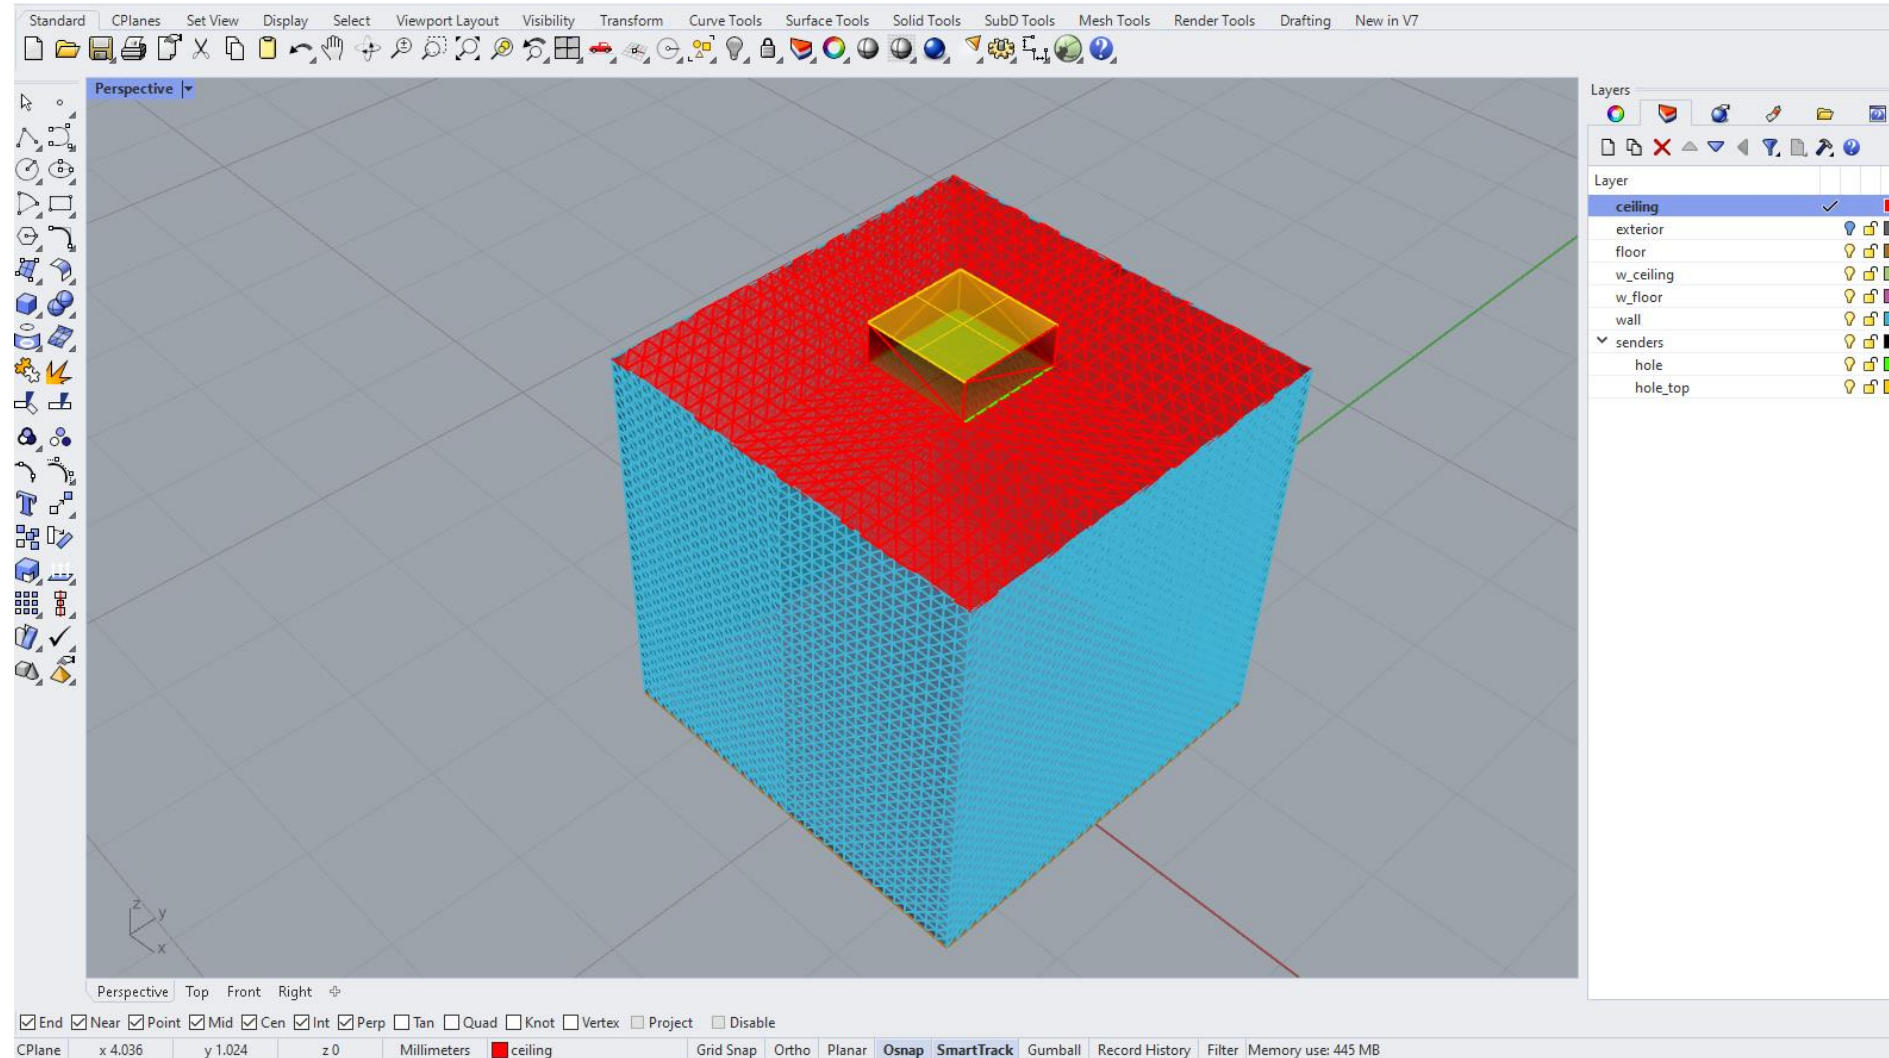 Standard CPlanes Set View Display Select Viewport Layout Visibility Transform Curve Tools Surface Tools Solid Tools SubD Tools Mesh Tools Render Tools Drafting New in V7
Perspective
Layers
Layer
ceiling
exterior
floor
w_ceiling
w_floor
wall
senders
hole
hole_top
z
y
x
Perspective Top Front Right
End Near Point Mid Cen Int Perp Tan Quad Knot Vertex Project Disable
CPlane x 4.036 y 1.024 z 0 Millimeters ceiling Grid Snap Ortho Planar Osnap SmartTrack Gumball Record History Filter Memory use: 445 MB